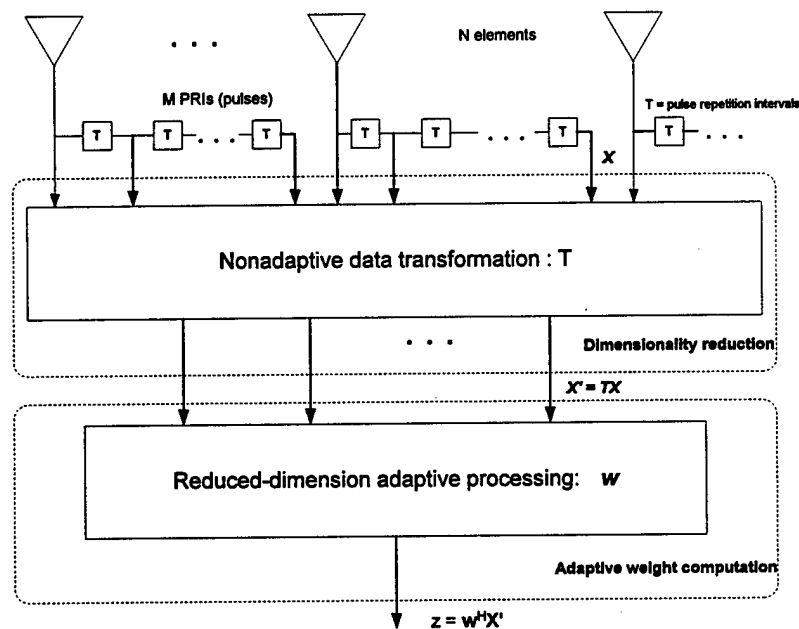 N elements
M PRIs (pulses)
T = pulse repetition intervals
T T . . . T T T . . . T T . . .
X
Nonadaptive data transformation : T
Dimensionality reduction
X' = TX
Reduced-dimension adaptive processing: w
Adaptive weight computation
z = wᴴX'